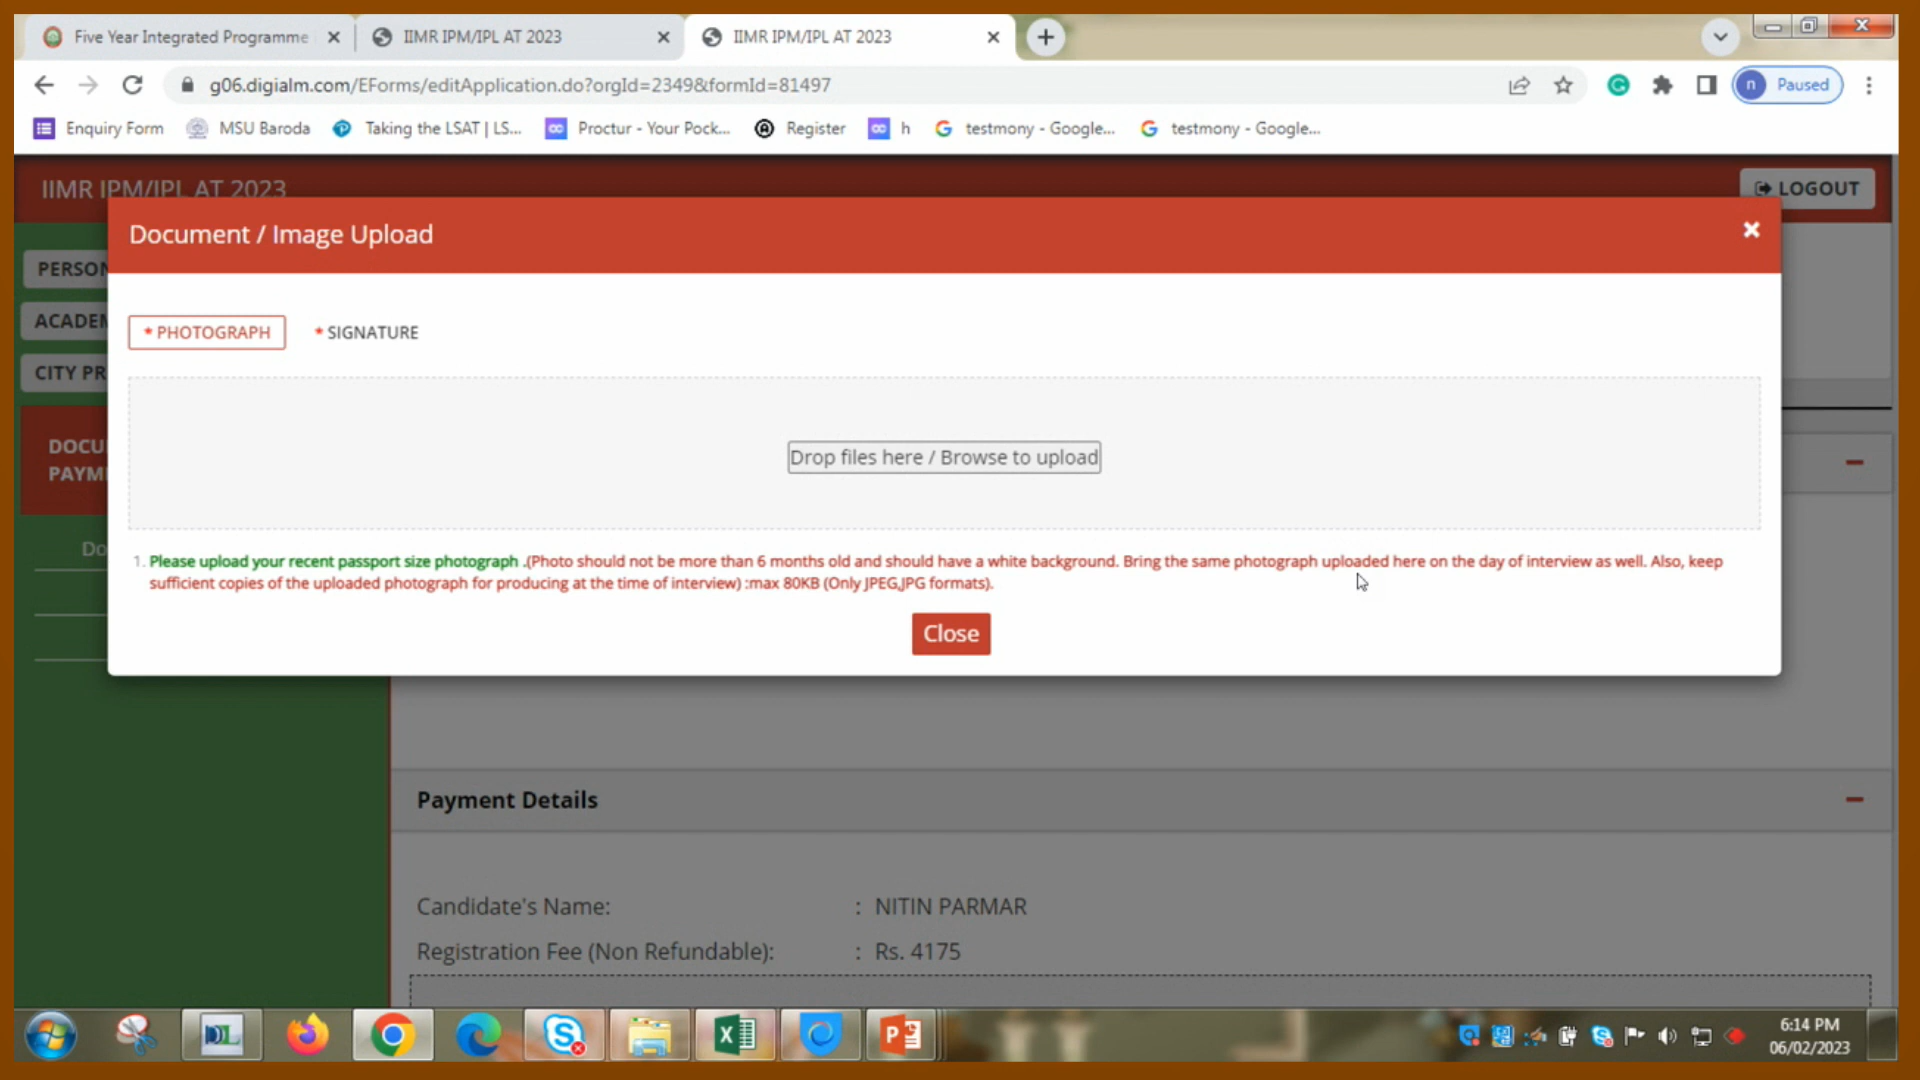 Five Year Integrated Programme
IIMR IPM/IPL AT 2023
IIMR IPM/IPL AT 2023
g06.digialm.com/EForms/editApplication.do?orgId=2349&formId=81497
n Paused
Enquiry Form
MSU Baroda
Taking the LSAT | LS...
Proctur - Your Pock...
Register
h
testmony - Google...
testmony - Google...
IIMR IPM/IPL AT 2023
LOGOUT
Document / Image Upload
PERSON
ACADEM
CITY PR
DOCU
PAYM
Do
* PHOTOGRAPH
* SIGNATURE
Drop files here / Browse to upload
1. Please upload your recent passport size photograph .(Photo should not be more than 6 months old and should have a white background. Bring the same photograph uploaded here on the day of interview as well. Also, keep
sufficient copies of the uploaded photograph for producing at the time of interview) :max 80KB (Only JPEG,JPG formats).
Close
Payment Details
Candidate's Name: : NITIN PARMAR
Registration Fee (Non Refundable): : Rs. 4175
6:14 PM
06/02/2023